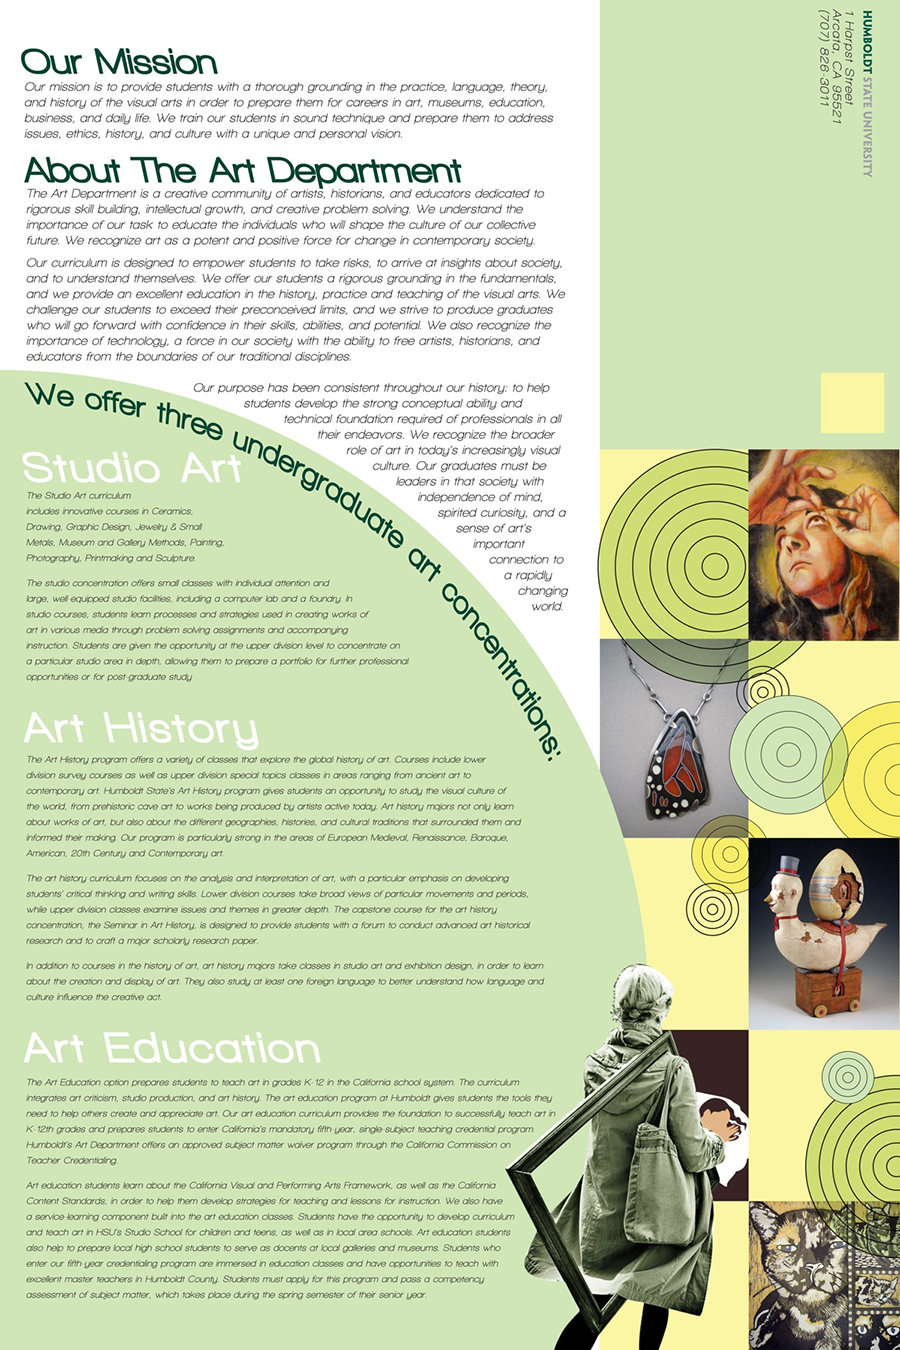 HUMBOLDT STATE UNIVERSITY
1 Harpst Street
Arcata, CA 95521
(707) 826-3011
Our Mission
Our mission is to provide students with a thorough grounding in the practice, language, theory,
and history of the visual arts in order to prepare them for careers in art, museums, education,
business, and daily life. We train our students in sound technique and prepare them to address
issues, ethics, history, and culture with a unique and personal vision.
About The Art Department
The Art Department is a creative community of artists, historians, and educators dedicated to
rigorous skill building, intellectual growth, and creative problem solving. We understand the
importance of our task to educate the individuals who will shape the culture of our collective
future. We recognize art as a potent and positive force for change in contemporary society.
Our curriculum is designed to empower students to take risks, to arrive at insights about society,
and to understand themselves. We offer our students a rigorous grounding in the fundamentals,
and we provide an excellent education in the history, practice and teaching of the visual arts. We
challenge our students to exceed their preconceived limits, and we strive to produce graduates
who will go forward with confidence in their skills, abilities, and potential. We also recognize the
importance of technology, a force in our society with the ability to free artists, historians, and
educators from the boundaries of our traditional disciplines.
Our purpose has been consistent throughout our history: to help
students develop the strong conceptual ability and
technical foundation required of professionals in all
their endeavors. We recognize the broader
role of art in today's increasingly visual
culture. Our graduates must be
leaders in that society with
independence of mind,
spirited curiosity, and a
sense of art's
important
connection to
a rapidly
changing
world.
We offer three undergraduate art concentrations:
Studio Art
The Studio Art curriculum
includes innovative courses in Ceramics,
Drawing, Graphic Design, Jewelry & Small
Metals, Museum and Gallery Methods, Painting,
Photography, Printmaking and Sculpture.
The studio concentration offers small classes with individual attention and
large, well-equipped studio facilities, including a computer lab and a foundry. In
studio courses, students learn processes and strategies used in creating works of
art in various media through problem solving assignments and accompanying
instruction. Students are given the opportunity at the upper division level to concentrate on
a particular studio area in depth, allowing them to prepare a portfolio for further professional
opportunities or for post-graduate study
Art History
The Art History program offers a variety of classes that explore the global history of art. Courses include lower
division survey courses as well as upper division special topics classes in areas ranging from ancient art to
contemporary art. Humboldt State's Art History program gives students an opportunity to study the visual culture of
the world, from prehistoric cave art to works being produced by artists active today. Art history majors not only learn
about works of art, but also about the different geographies, histories, and cultural traditions that surrounded them and
informed their making. Our program is particularly strong in the areas of European Medieval, Renaissance, Baroque,
American, 20th Century and Contemporary art.
The art history curriculum focuses on the analysis and interpretation of art, with a particular emphasis on developing
students' critical thinking and writing skills. Lower division courses take broad views of particular movements and periods,
while upper division classes examine issues and themes in greater depth. The capstone course for the art history
concentration, the Seminar in Art History, is designed to provide students with a forum to conduct advanced art historical
research and to craft a major scholarly research paper.
In addition to courses in the history of art, art history majors take classes in studio art and exhibition design, in order to learn
about the creation and display of art. They also study at least one foreign language to better understand how language and
culture influence the creative act.
Art Education
The Art Education option prepares students to teach art in grades K-12 in the California school system. The curriculum
integrates art criticism, studio production, and art history. The art education program at Humboldt gives students the tools they
need to help others create and appreciate art. Our art education curriculum provides the foundation to successfully teach art in
K-12th grades and prepares students to enter California's mandatory fifth-year, single-subject teaching credential program.
Humboldt's Art Department offers an approved subject matter waiver program through the California Commission on
Teacher Credentialing.
Art education students learn about the California Visual and Performing Arts Framework, as well as the California
Content Standards, in order to help them develop strategies for teaching and lessons for instruction. We also have
a service-learning component built into the art education classes. Students have the opportunity to develop curriculum
and teach art in HSU's Studio School for children and teens, as well as in local area schools. Art education students
also help to prepare local high school students to serve as docents at local galleries and museums. Students who
enter our fifth-year credentialing program are immersed in education classes and have opportunities to teach with
excellent master teachers in Humboldt County. Students must apply for this program and pass a competency
assessment of subject matter, which takes place during the spring semester of their senior year.